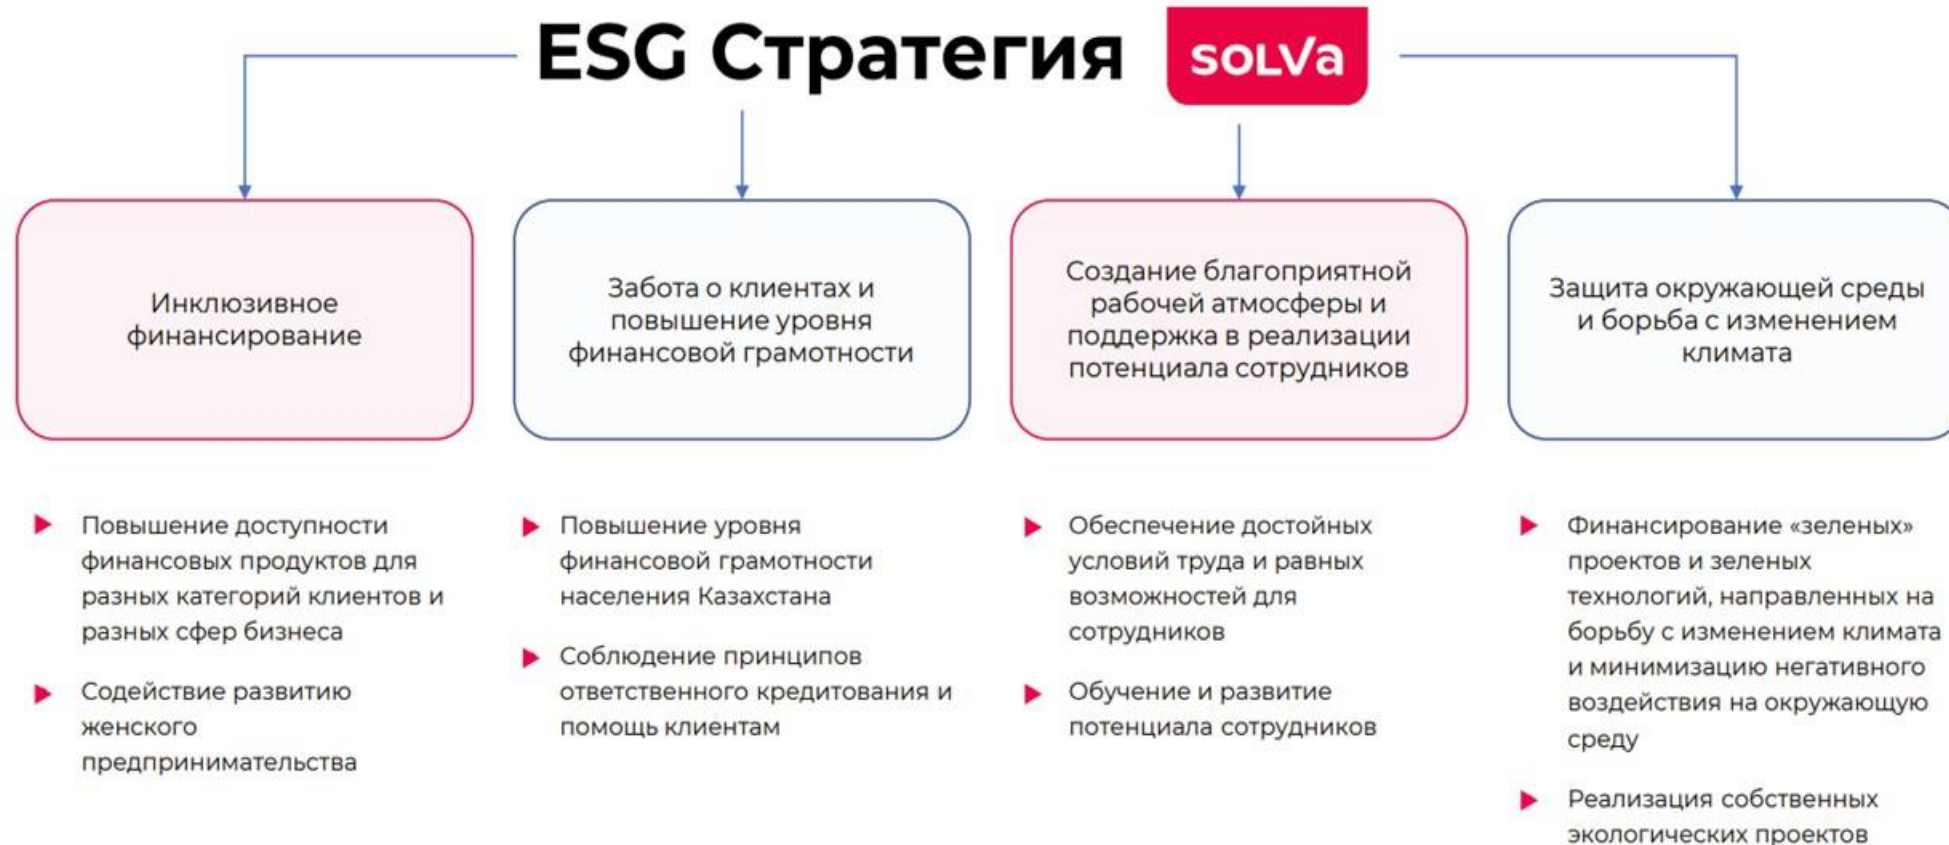 ESG Стратегия
solva
Инклюзивное
финансирование
Забота о клиентах и
повышение уровня
финансовой грамотности
Создание благоприятной
рабочей атмосферы и
поддержка в реализации
потенциала сотрудников
Защита окружающей среды
и борьба с изменением
климата
Повышение доступности
финансовых продуктов для
разных категорий клиентов и
разных сфер бизнеса
Содействие развитию
женского
предпринимательства
Повышение уровня
финансовой грамотности
населения Казахстана
Соблюдение принципов
ответственного кредитования и
помощь клиентам
Обеспечение достойных
условий труда и равных
возможностей для
сотрудников
Обучение и развитие
потенциала сотрудников
Финансирование «зеленых»
проектов и зеленых
технологий, направленных на
борьбу с изменением климата
и минимизацию негативного
воздействия на окружающую
среду
Реализация собственных
экологических проектов